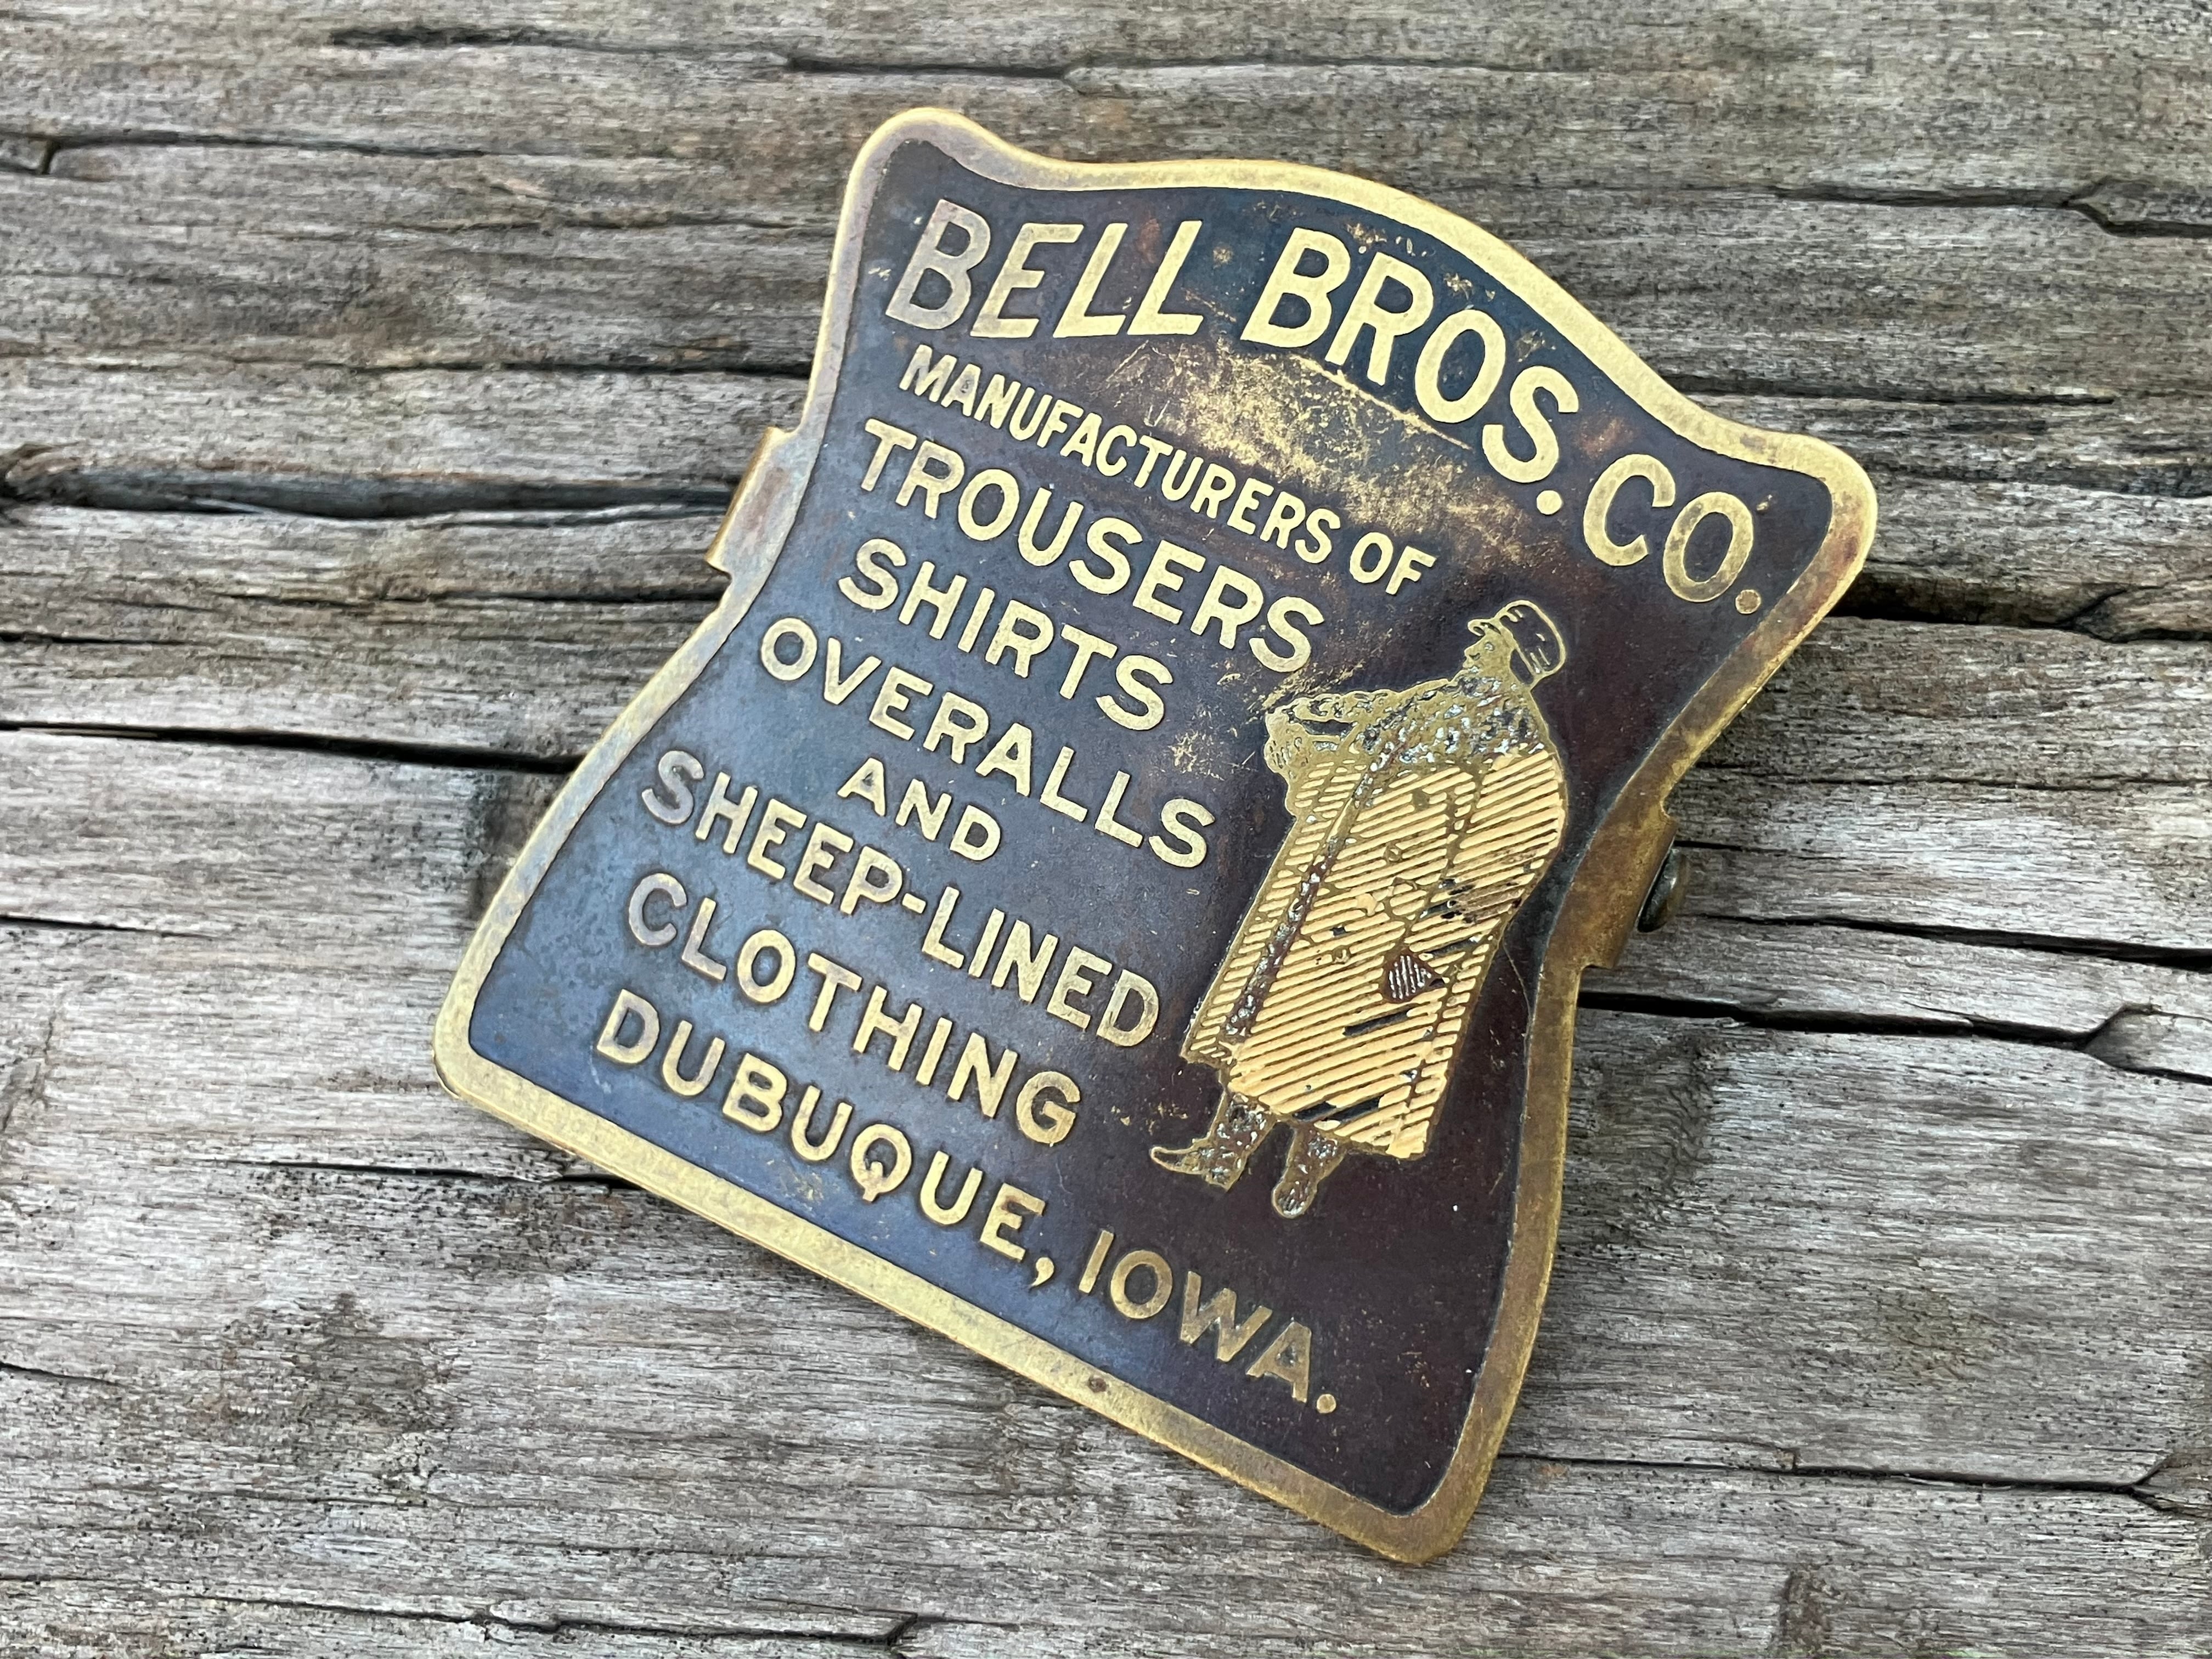 BELL BROS. CO.
MANUFACTURERS OF
TROUSERS
SHIRTS
OVERALLS
AND
SHEEP-LINED
CLOTHING
DUBUQUE, IOWA.